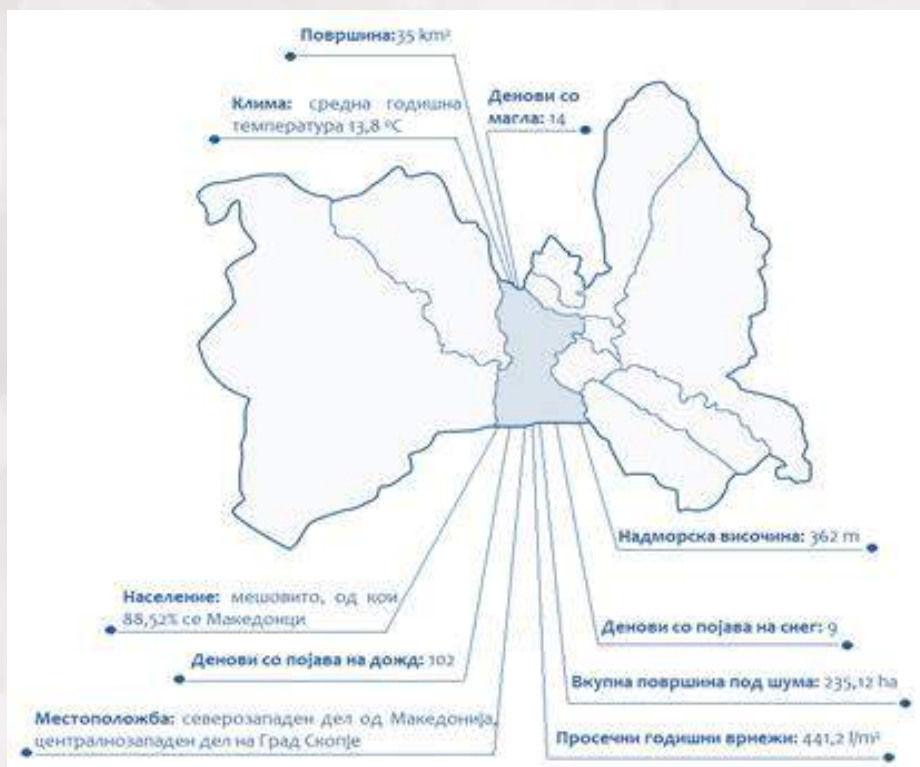 Површина: 35 km²
Клима: средна годишна
температура 13,8 °C
Денови со
магла: 14
Надморска височина: 362 m
Население: мешовито, од кои
88,52% се Македонци
Денови со појава на снег: 9
Денови со појава на дожд: 102
Вкупна површина под шума: 235,12 ha
Местоположба: северозападен дел од Македонија,
централнозападен дел на Град Скопје
Просечни годишни врнежи: 441,2 l/m²